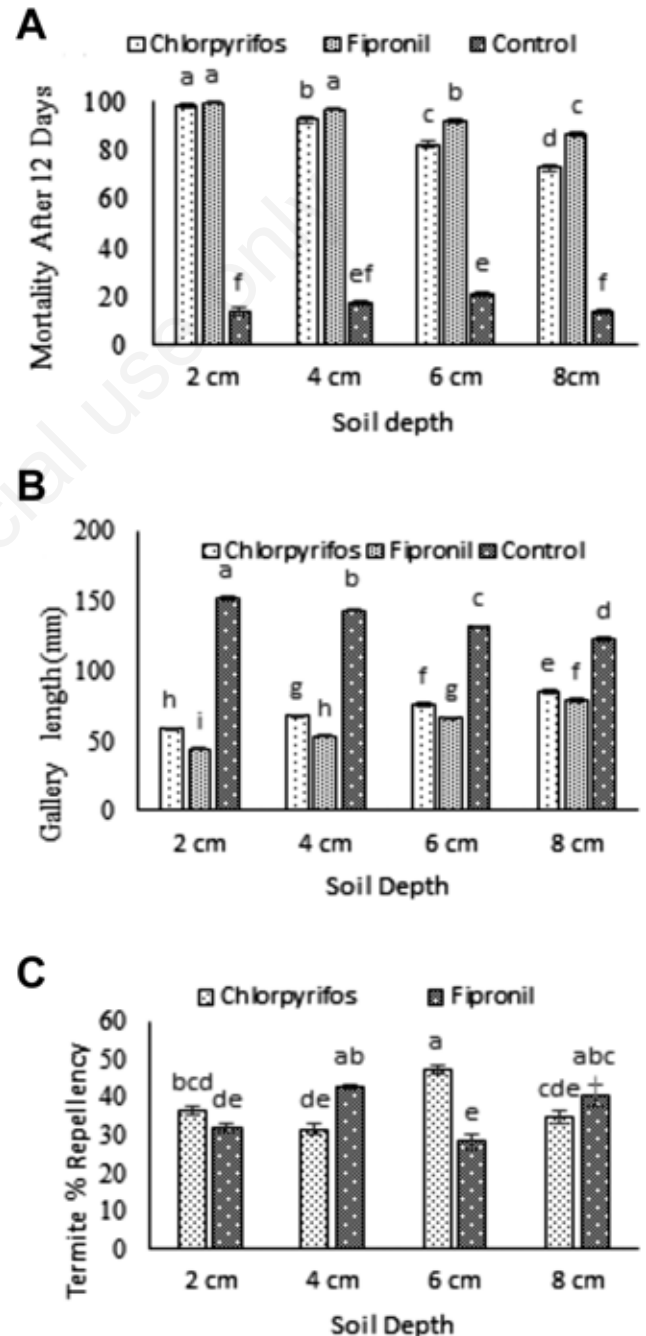 A
Chlorpyrifos Fipronil Control
Mortality After 12 Days
100
80
60
40
20
0
a a f
b a ef
c b e
d c f
2 cm 4 cm 6 cm 8cm
Soil depth
B
Gallery length(mm)
200
150
100
50
0
Chlorpyrifos Fipronil Control
h i a
g h b
f g c
e f d
2 cm 4 cm 6 cm 8 cm
Soil Depth
C
Chlorpyrifos Fipronil
Termite % Repellency
60
50
40
30
20
10
0
bcd de
de ab
a e
cde abc
2 cm 4 cm 6 cm 8 cm
Soil Depth
cial use only